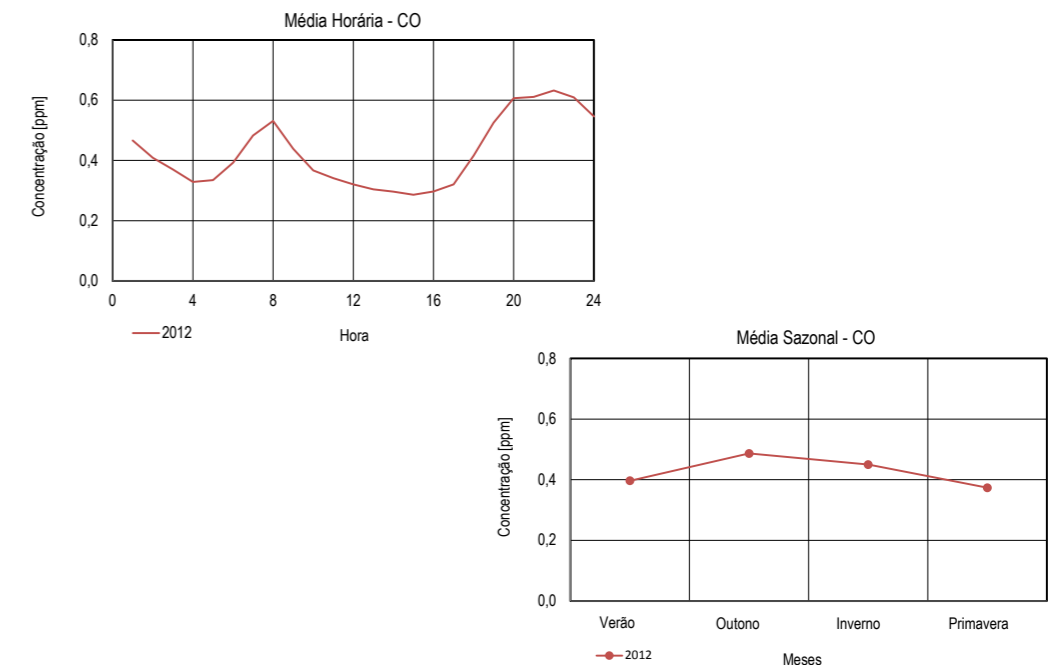 Média Horária - CO
Concentração [ppm]
0,8
0,6
0,4
0,2
0,0
0 4 8 12 16 20 24
2012
Hora
Média Sazonal - CO
Concentração [ppm]
0,8
0,6
0,4
0,2
0,0
Verão Outono Inverno Primavera
2012
Meses